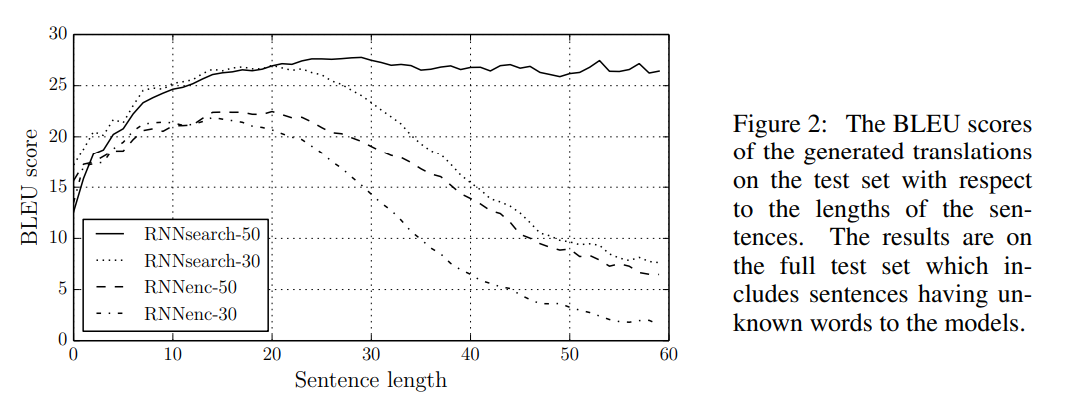 30
25
20
15
10
5
0
BLEU score
RNNsearch-50
RNNsearch-30
RNNenc-50
RNNenc-30
0 10 20 30 40 50 60
Sentence length
Figure 2: The BLEU scores
of the generated translations
on the test set with respect
to the lengths of the sen-
tences. The results are on
the full test set which in-
cludes sentences having un-
known words to the models.